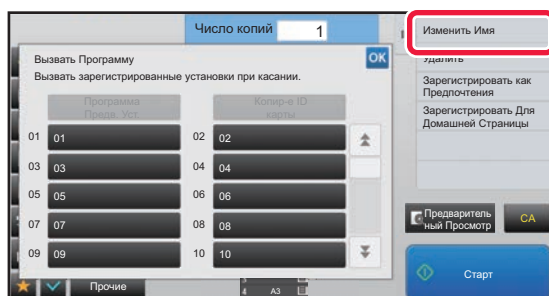 Число копий 1
Изменить Имя
Удалить
Зарегистрировать как
Предпочтения
Зарегистрировать Для
Домашней Страницы
Вызвать Программу
OK
Вызвать зарегистрированные установки при касании.
Программа
Предв. Уст.
Копир-е ID
карты
01 01
02 02
03 03
04 04
05 05
06 06
07 07
08 08
09 09
10 10
Предваритель
ный Просмотр
CA
Прочие
4 A3
Старт